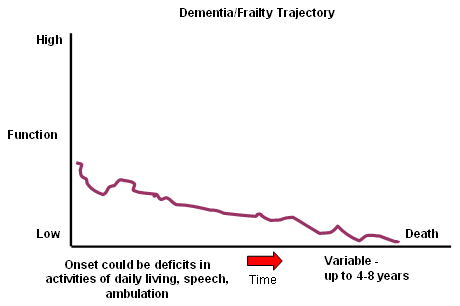 Dementia/Frailty Trajectory
High
Function
Low
Death
Onset could be deficits in
activities of daily living, speech,
ambulation
Time
Variable -
up to 4-8 years